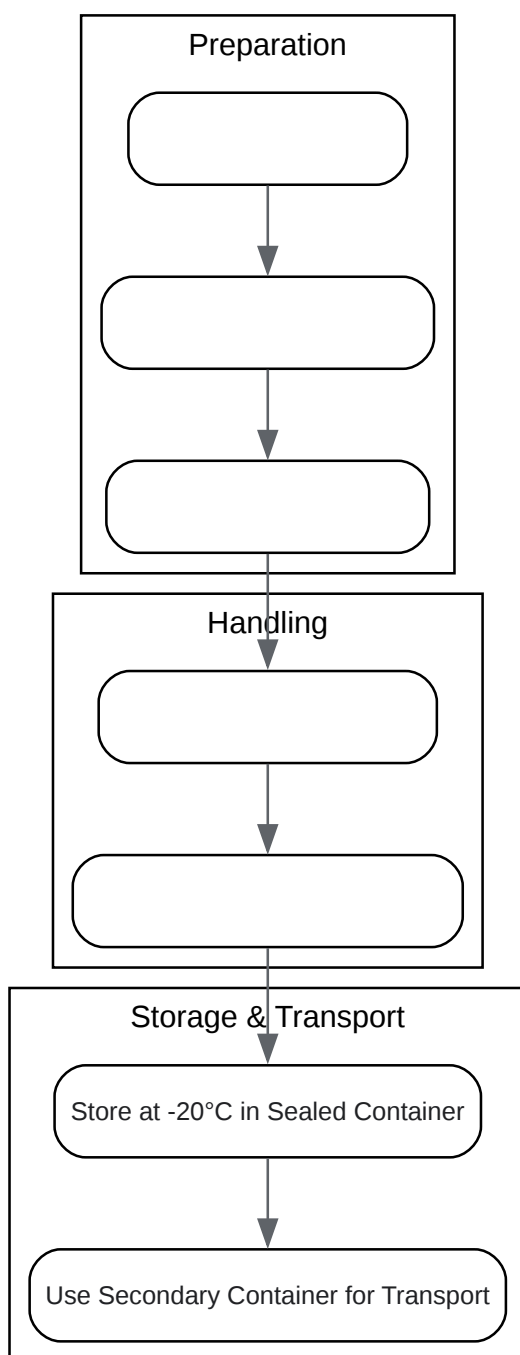 Preparation
Handling
Storage & Transport
Store at -20°C in Sealed Container
Use Secondary Container for Transport